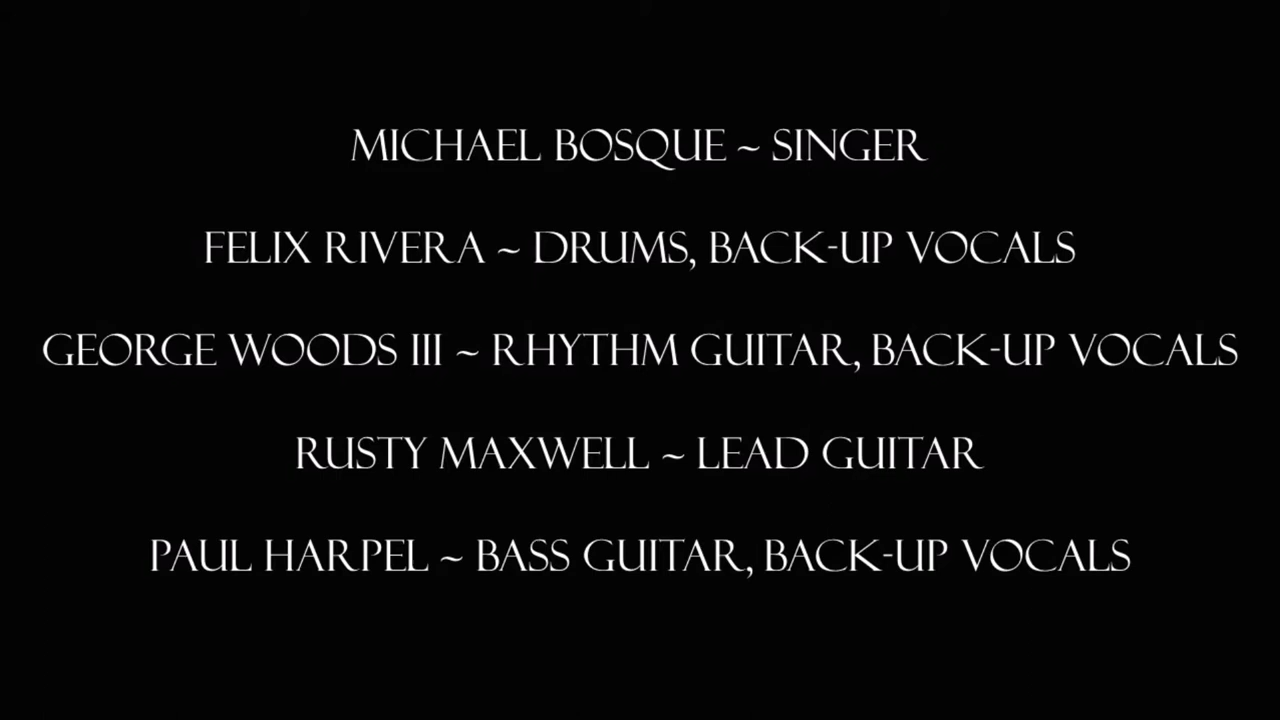 MICHAEL BOSQUE ~ SINGER
FELIX RIVERA ~ DRUMS, BACK-UP VOCALS
GEORGE WOODS III ~ RHYTHM GUITAR, BACK-UP VOCALS
RUSTY MAXWELL ~ LEAD GUITAR
PAUL HARPEL ~ BASS GUITAR, BACK-UP VOCALS